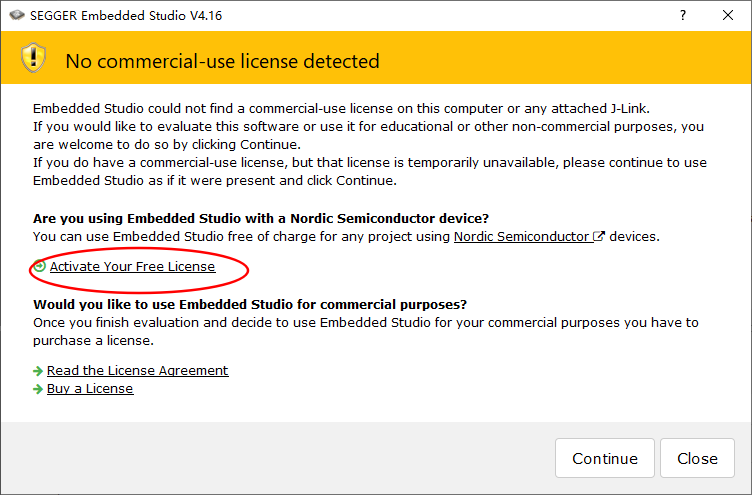 SEGGER Embedded Studio V4.16
?
No commercial-use license detected
Embedded Studio could not find a commercial-use license on this computer or any attached J-Link.
If you would like to evaluate this software or use it for educational or other non-commercial purposes, you
are welcome to do so by clicking Continue.
If you do have a commercial-use license, but that license is temporarily unavailable, please continue to use
Embedded Studio as if it were present and click Continue.
Are you using Embedded Studio with a Nordic Semiconductor device?
You can use Embedded Studio free of charge for any project using Nordic Semiconductor devices.
Activate Your Free License
Would you like to use Embedded Studio for commercial purposes?
Once you finish evaluation and decide to use Embedded Studio for your commercial purposes you have to
purchase a license.
Read the License Agreement
Buy a License
Continue Close